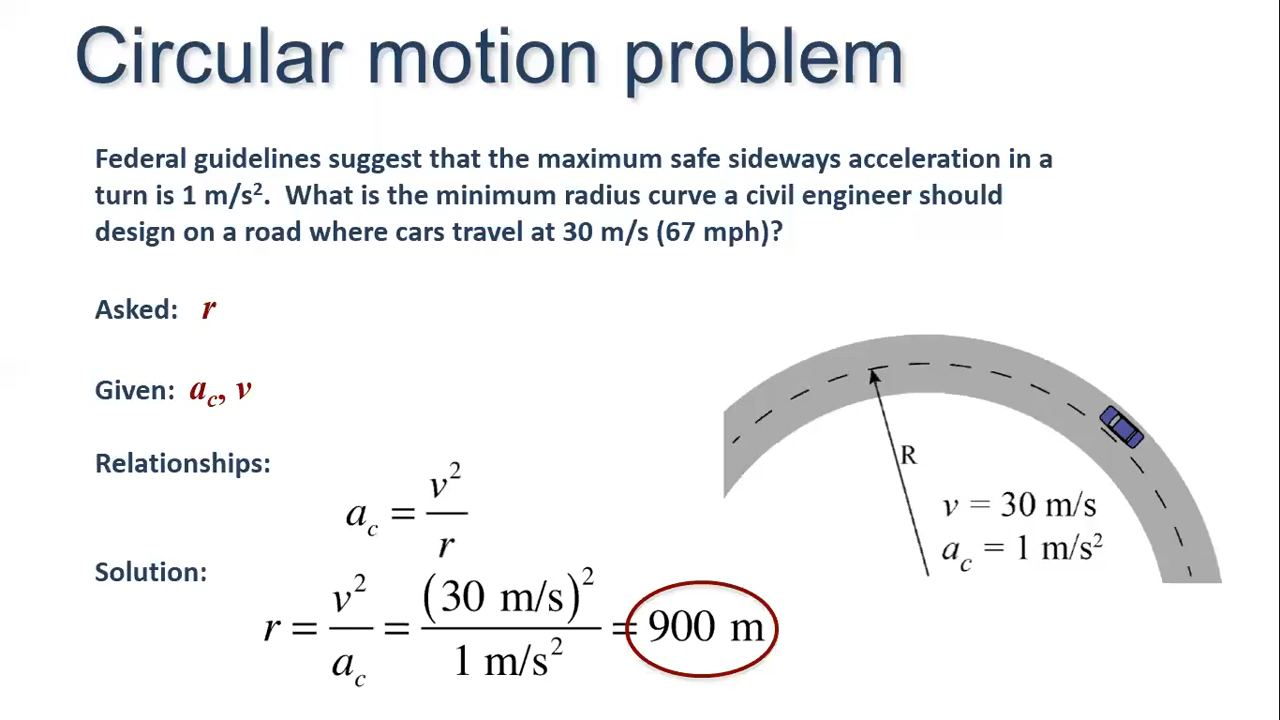 Circular motion problem
Federal guidelines suggest that the maximum safe sideways acceleration in a
turn is 1 m/s².  What is the minimum radius curve a civil engineer should
design on a road where cars travel at 30 m/s (67 mph)?
Asked: r
Given: a_c, v
Relationships:
a_c = v²/r
R
v = 30 m/s
a_c = 1 m/s²
Solution:
r = v²/a_c = (30 m/s)²/1 m/s² = 900 m